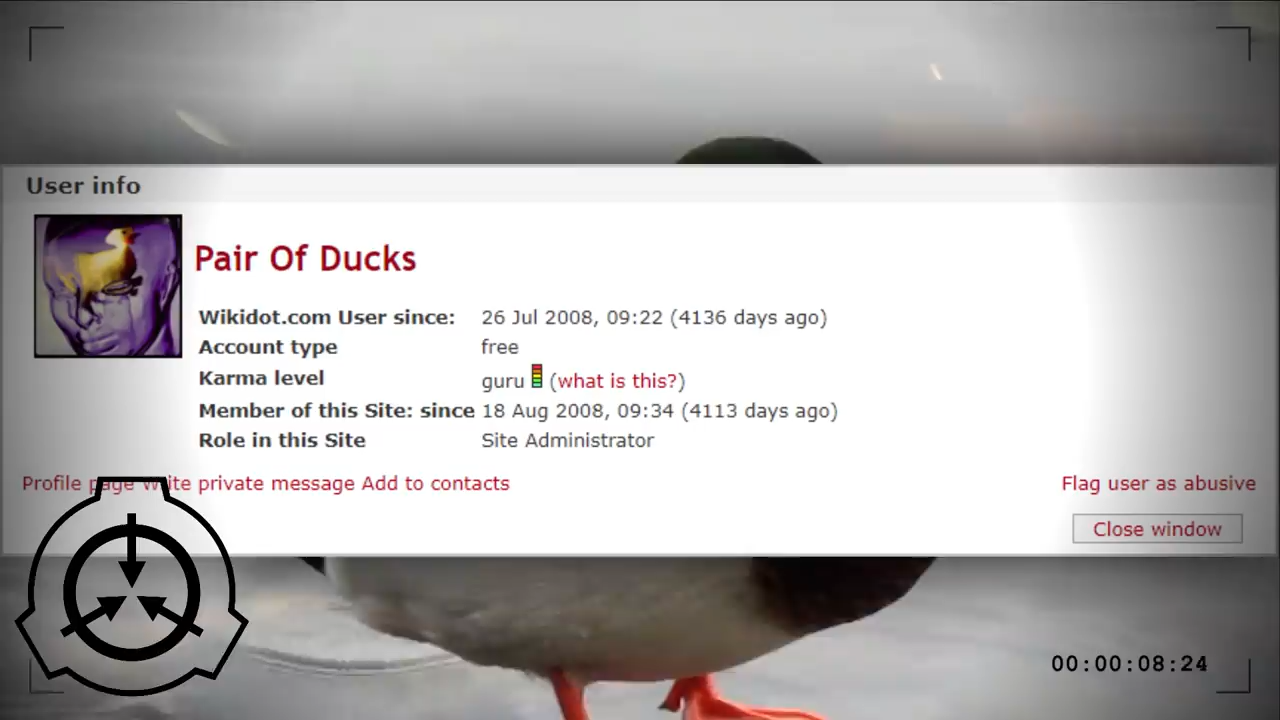 User info
Pair Of Ducks
Wikidot.com User since: 26 Jul 2008, 09:22 (4136 days ago)
Account type free
Karma level guru (what is this?)
Member of this Site: since 18 Aug 2008, 09:34 (4113 days ago)
Role in this Site Site Administrator
Profile page Write private message Add to contacts Flag user as abusive
Close window
00:00:08:24